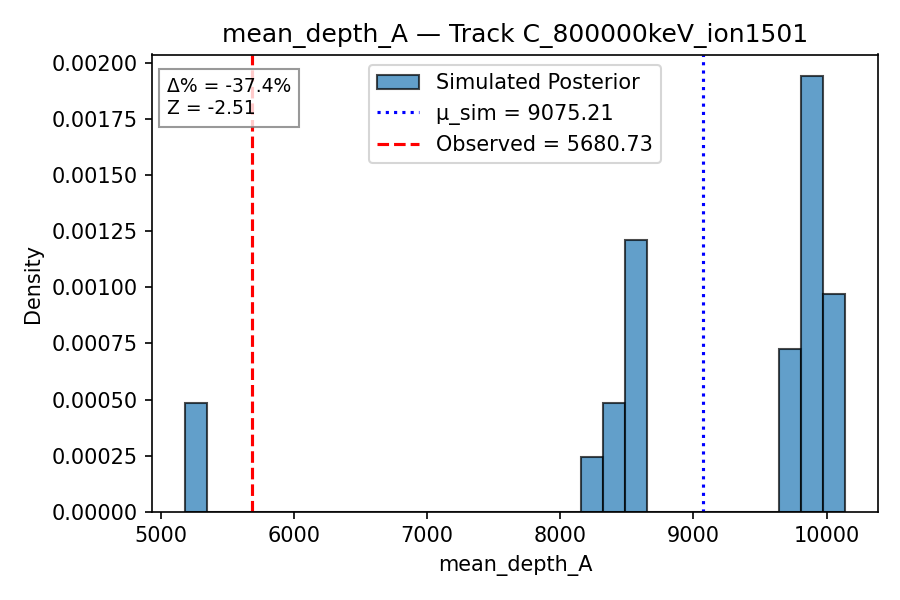 mean_depth_A — Track C_800000keV_ion1501
Δ% = -37.4%
Z = -2.51
Simulated Posterior
μ_sim = 9075.21
Observed = 5680.73
0.00200
0.00175
0.00150
0.00125
0.00100
0.00075
0.00050
0.00025
0.00000
Density
5000 6000 7000 8000 9000 10000
mean_depth_A